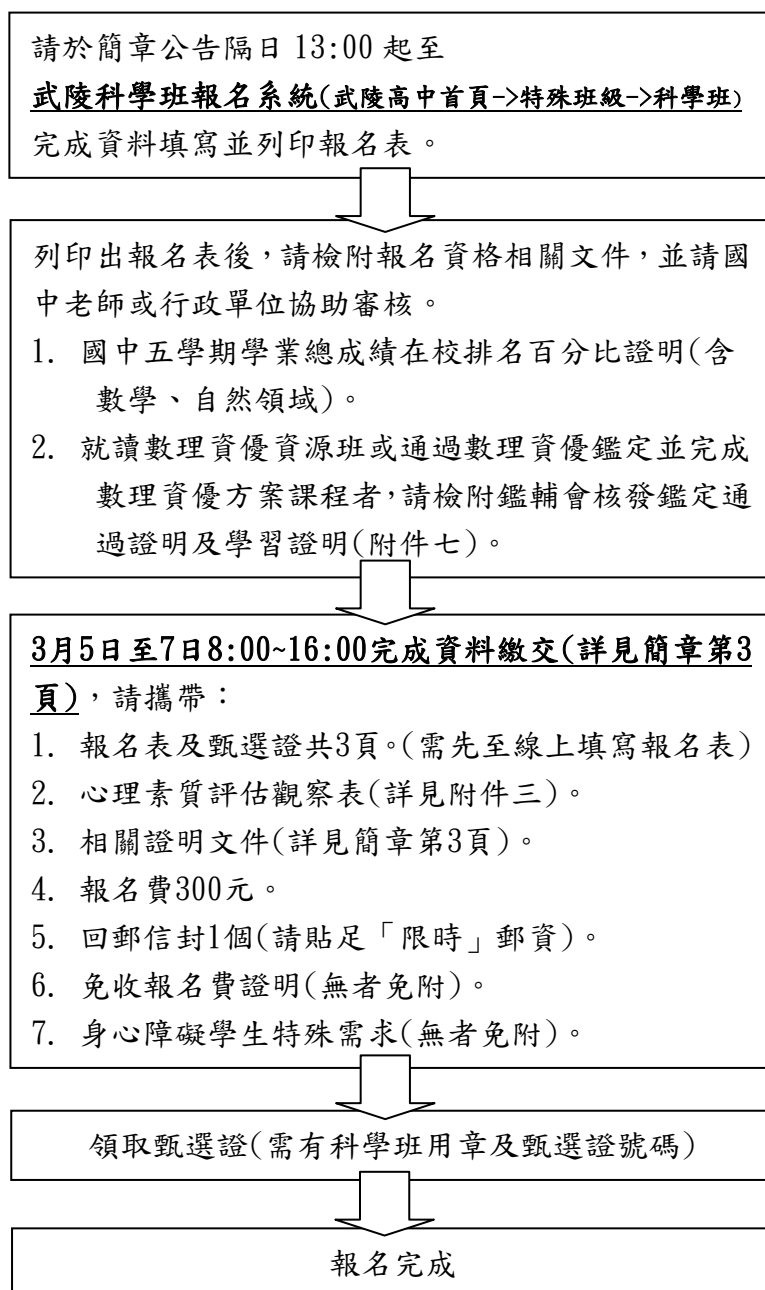 請於簡章公告隔日 13:00 起至
武陵科學班報名系統(武陵高中首頁->特殊班級->科學班)
完成資料填寫並列印報名表。
列印出報名表後，請檢附報名資格相關文件，並請國
中老師或行政單位協助審核。
1. 國中五學期學業總成績在校排名百分比證明(含
數學、自然領域)。
2. 就讀數理資優資源班或通過數理資優鑑定並完成
數理資優方案課程者，請檢附鑑輔會核發鑑定通
過證明及學習證明(附件七)。
3月5日至7日8:00~16:00完成資料繳交(詳見簡章第3
頁)，請攜帶：
1. 報名表及甄選證共3頁。(需先至線上填寫報名表)
2. 心理素質評估觀察表(詳見附件三)。
3. 相關證明文件(詳見簡章第3頁)。
4. 報名費300元。
5. 回郵信封1個(請貼足「限時」郵資)。
6. 免收報名費證明(無者免附)。
7. 身心障礙學生特殊需求(無者免附)。
領取甄選證(需有科學班用章及甄選證號碼)
報名完成